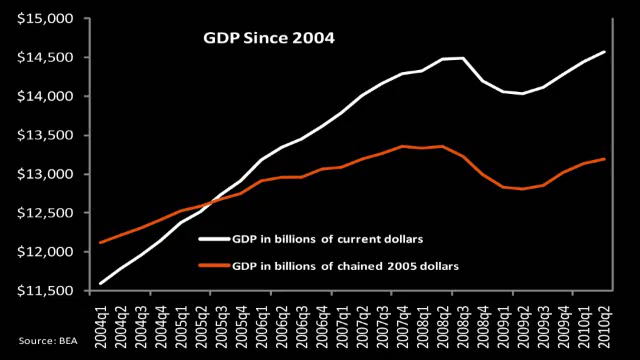 GDP Since 2004
$15,000
$14,500
$14,000
$13,500
$13,000
$12,500
$12,000
$11,500
GDP in billions of current dollars
GDP in billions of chained 2005 dollars
2004q1
2004q2
2004q3
2004q4
2005q1
2005q2
2005q3
2005q4
2006q1
2006q2
2006q3
2006q4
2007q1
2007q2
2007q3
2007q4
2008q1
2008q2
2008q3
2008q4
2009q1
2009q2
2009q3
2009q4
2010q1
2010q2
Source: BEA